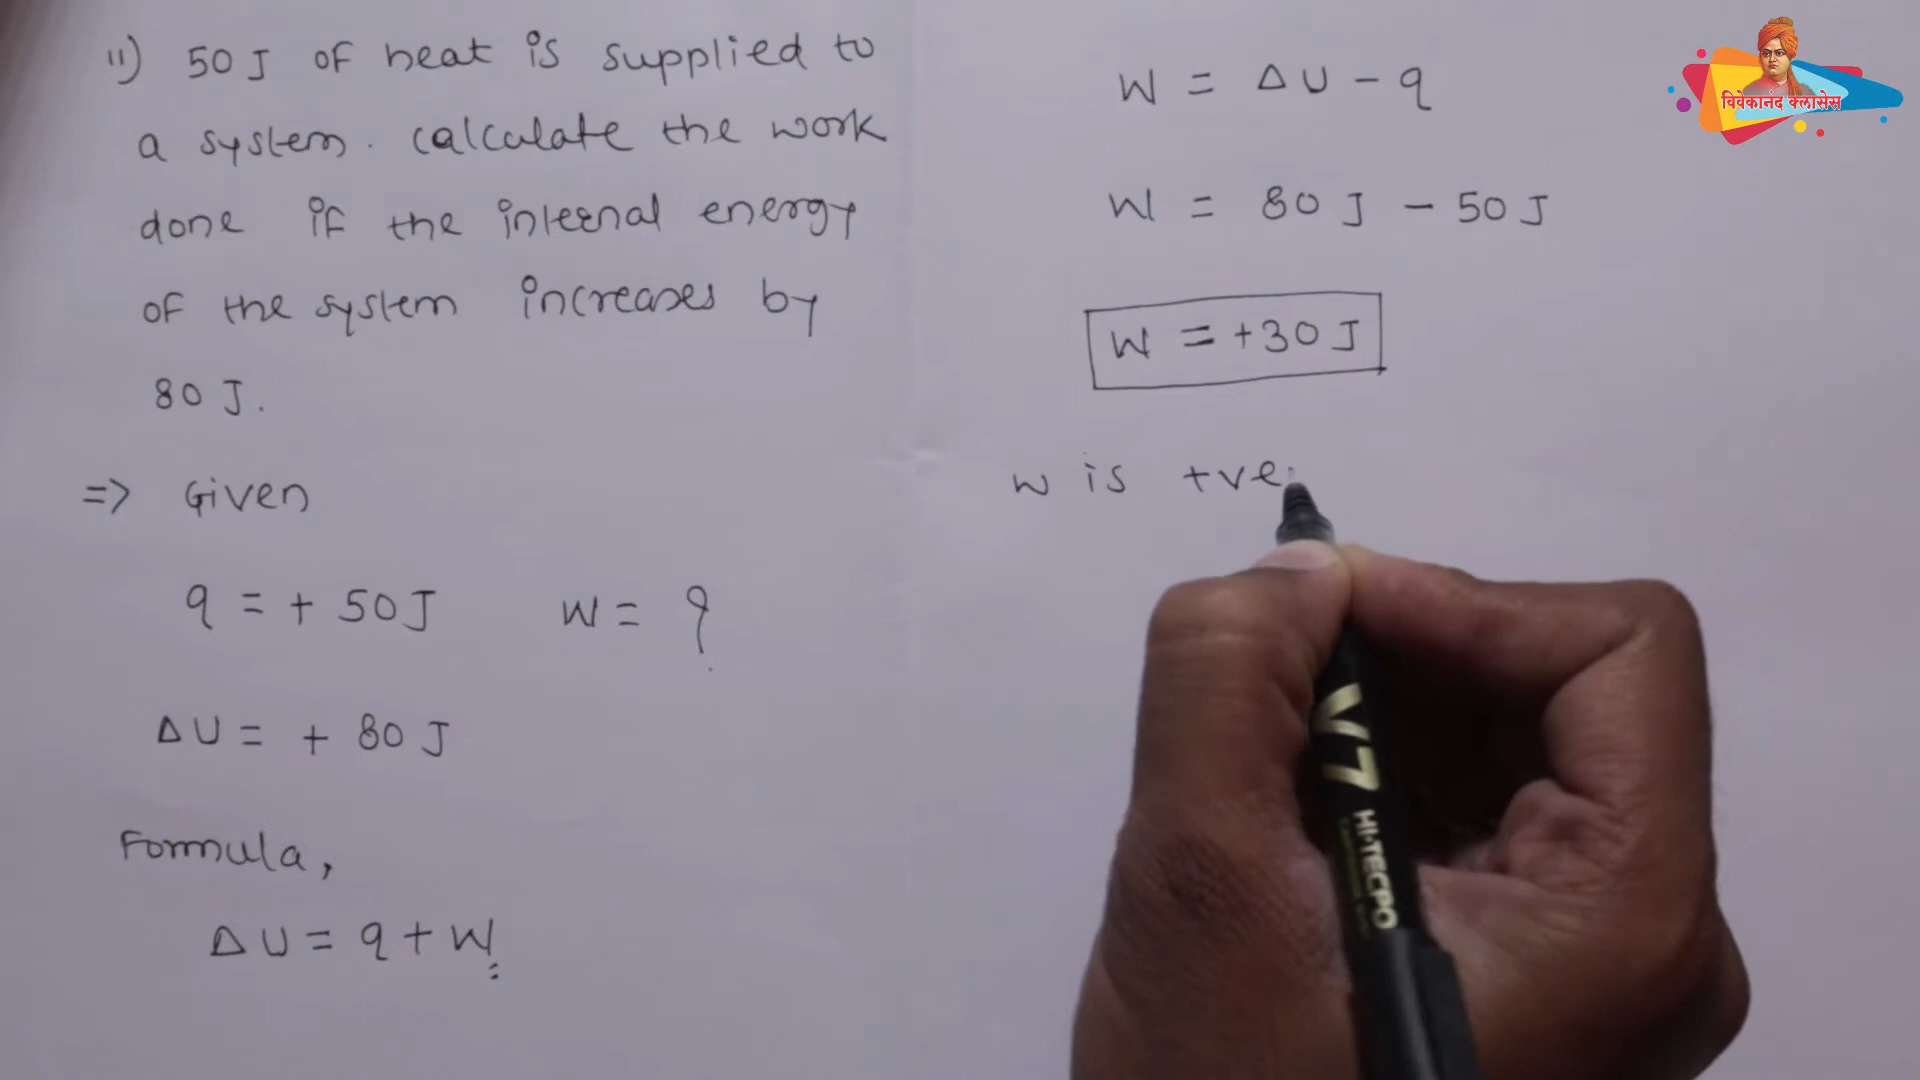 11) 50 J of heat is supplied to
a system. calculate the work
done if the internal energy
of the system increases by
80 J.
=> Given
q = + 50 J W = ?
ΔU = + 80 J
Formula,
ΔU = q + W
W = ΔU - q
W = 80 J - 50 J
W = +30 J
W is +ve
विवेकानंद क्लासेस
V7
HI-TECPO